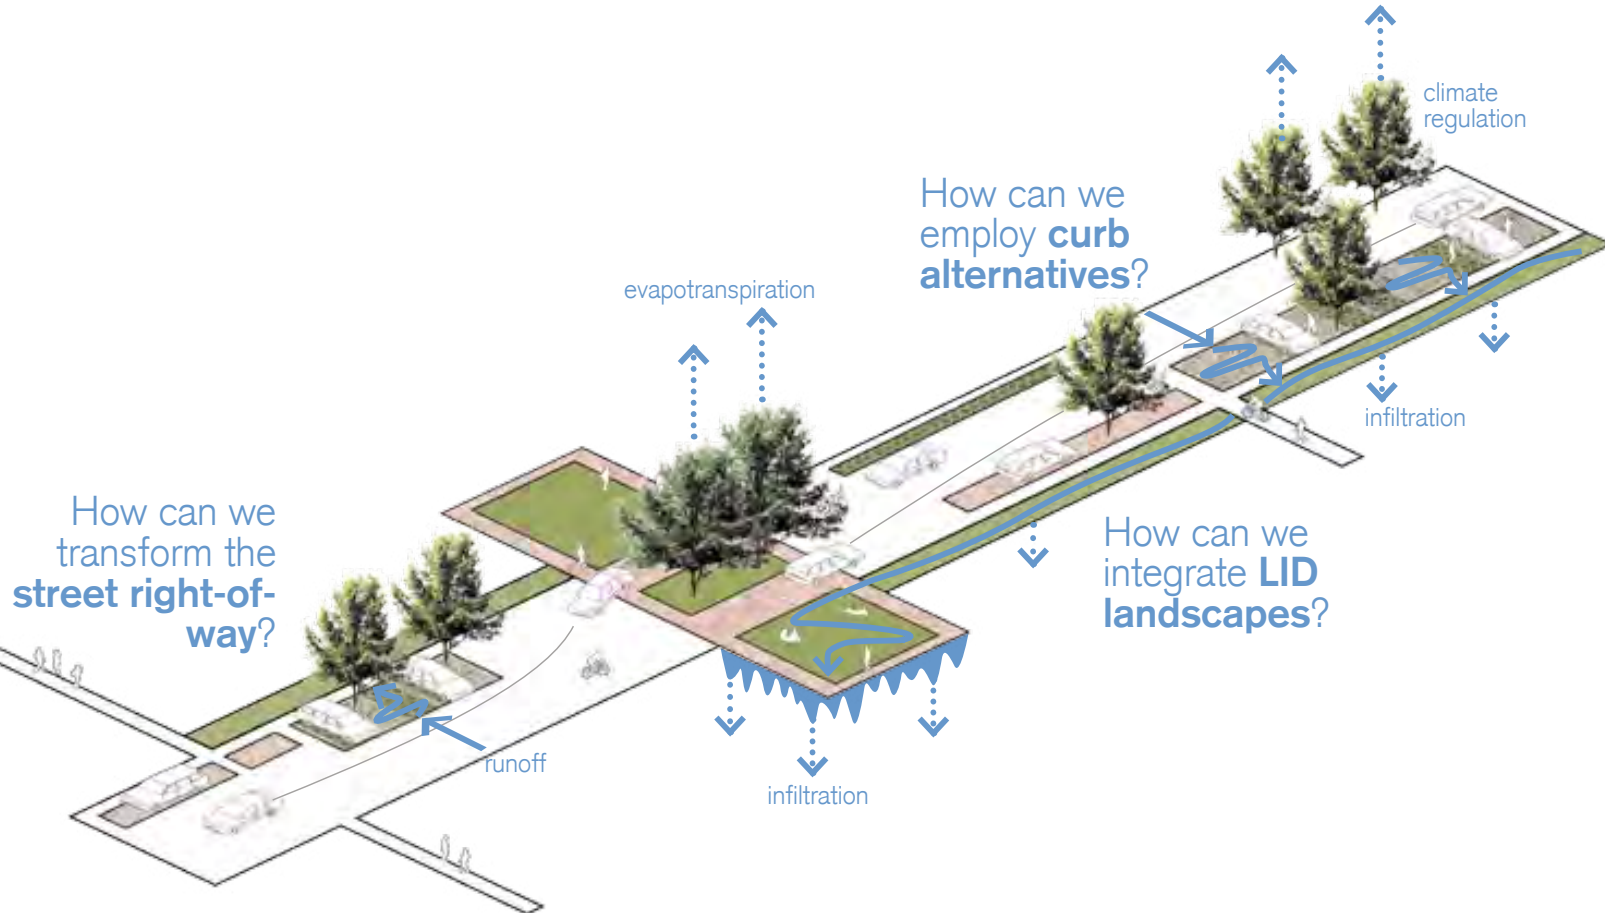 climate
regulation
How can we
employ curb
alternatives?
evapotranspiration
infiltration
How can we
transform the
street right-of-
way?
How can we
integrate LID
landscapes?
runoff
infiltration